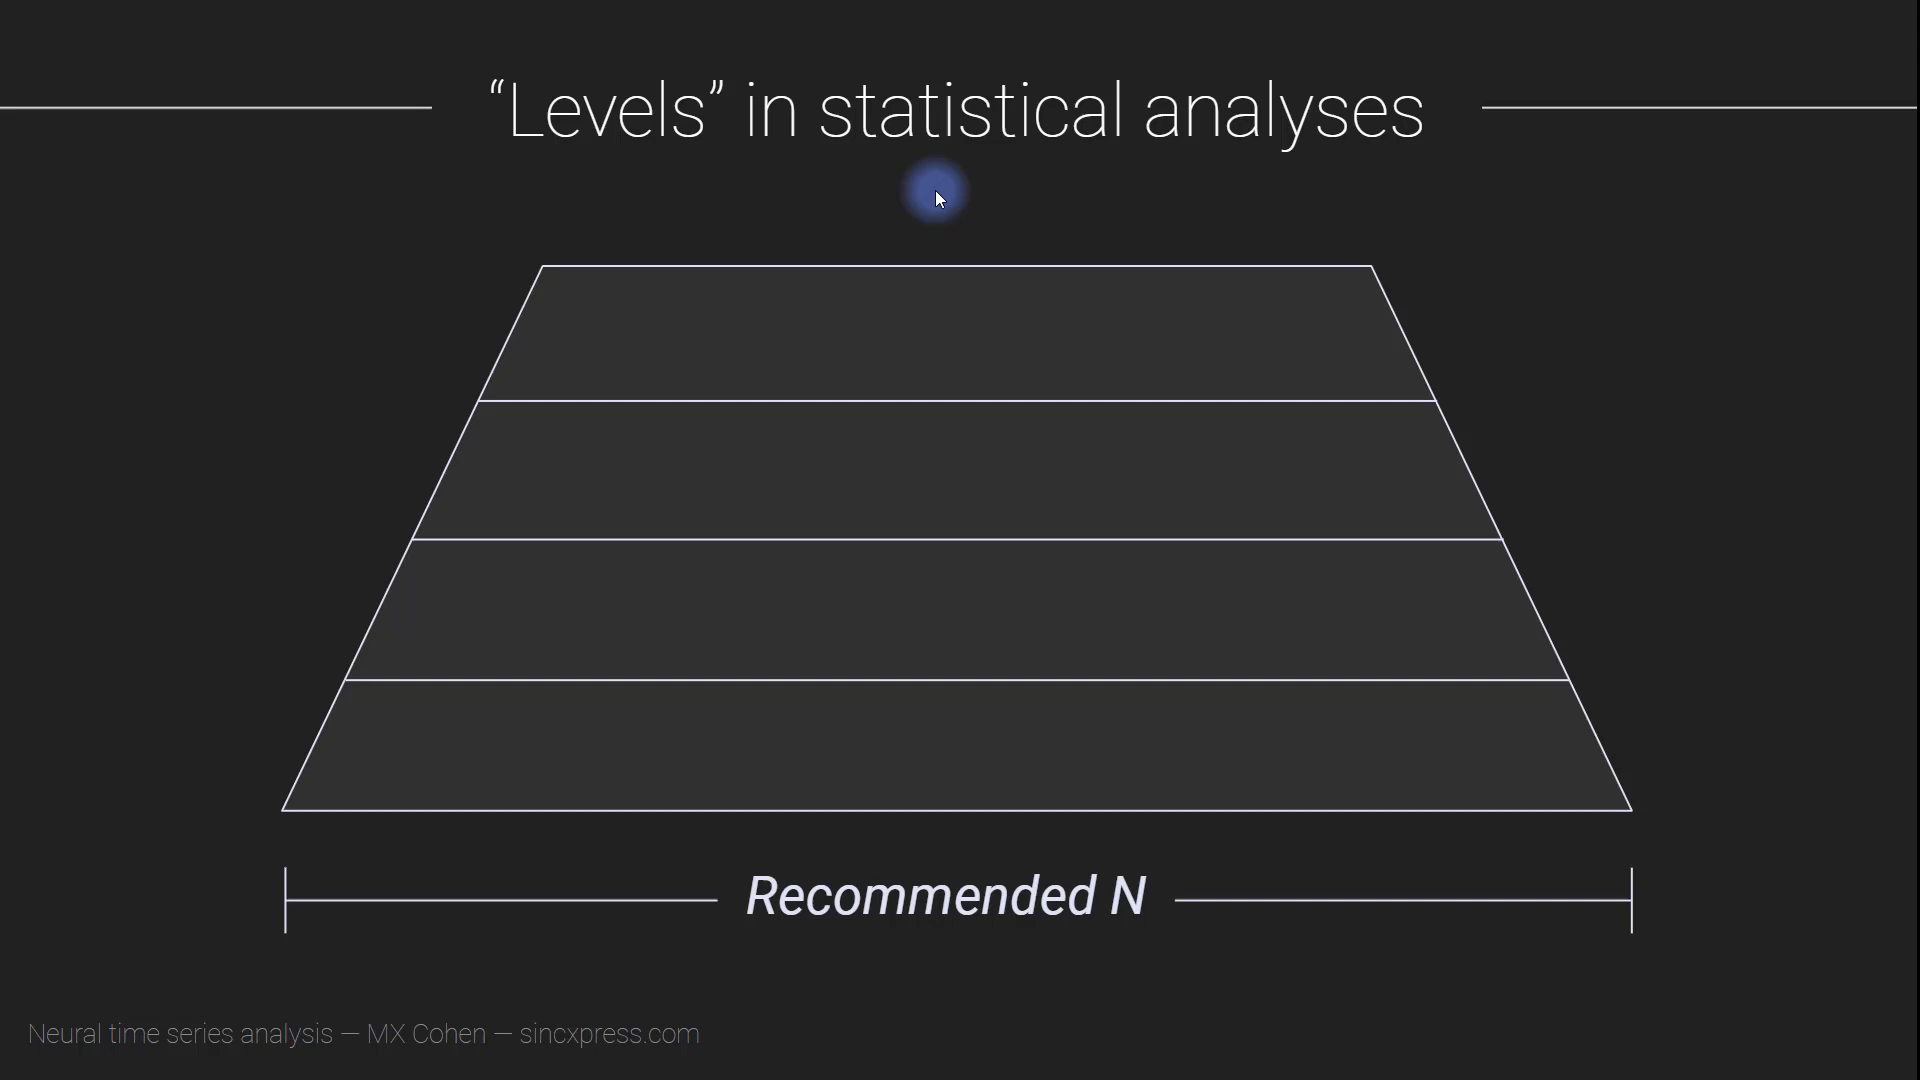 “Levels” in statistical analyses
Recommended N
Neural time series analysis — MX Cohen — sincxpress.com